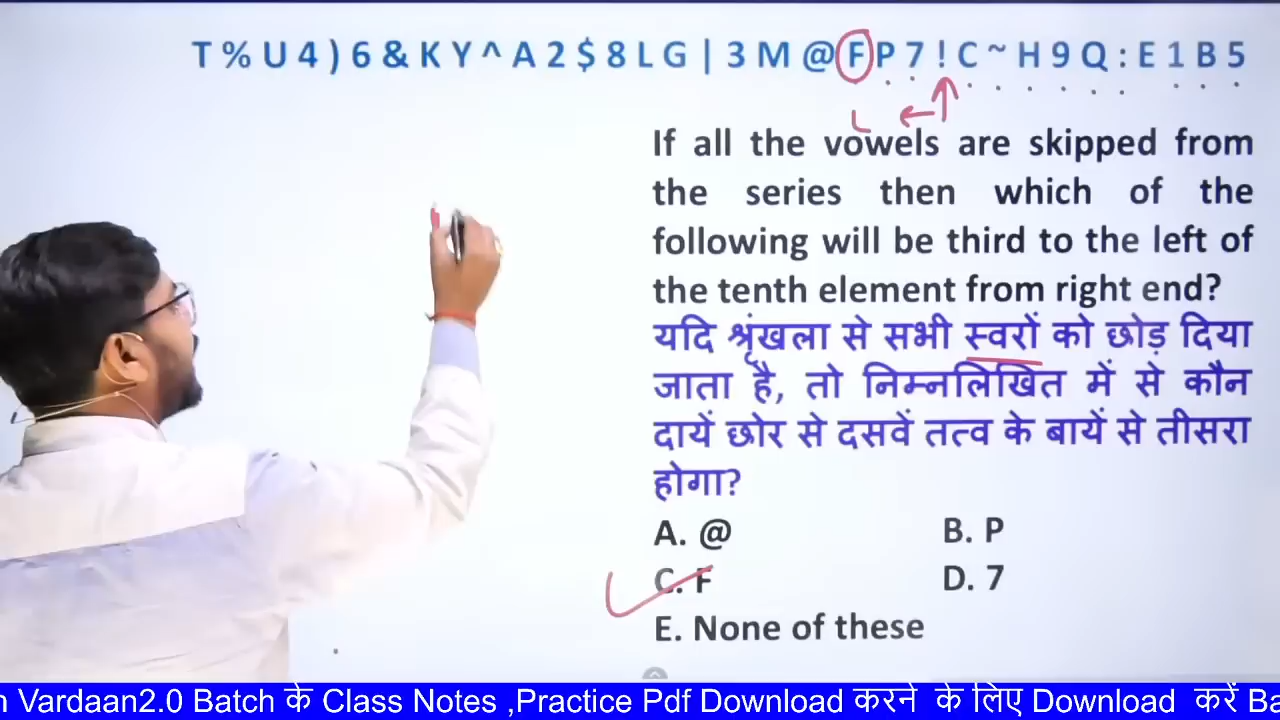 T % U 4 ) 6 & K Y ^ A 2 $ 8 L G | 3 M @ F P 7 ! C ~ H 9 Q : E 1 B 5
If all the vowels are skipped from
the series then which of the
following will be third to the left of
the tenth element from right end?
यदि श्रृंखला से सभी स्वरों को छोड़ दिया
जाता है, तो निम्नलिखित में से कौन
दायें छोर से दसवें तत्व के बायें से तीसरा
होगा?
A. @ B. P
C. F D. 7
E. None of these
Vardaan2.0 Batch के Class Notes ,Practice Pdf Download करने के लिए Download करें